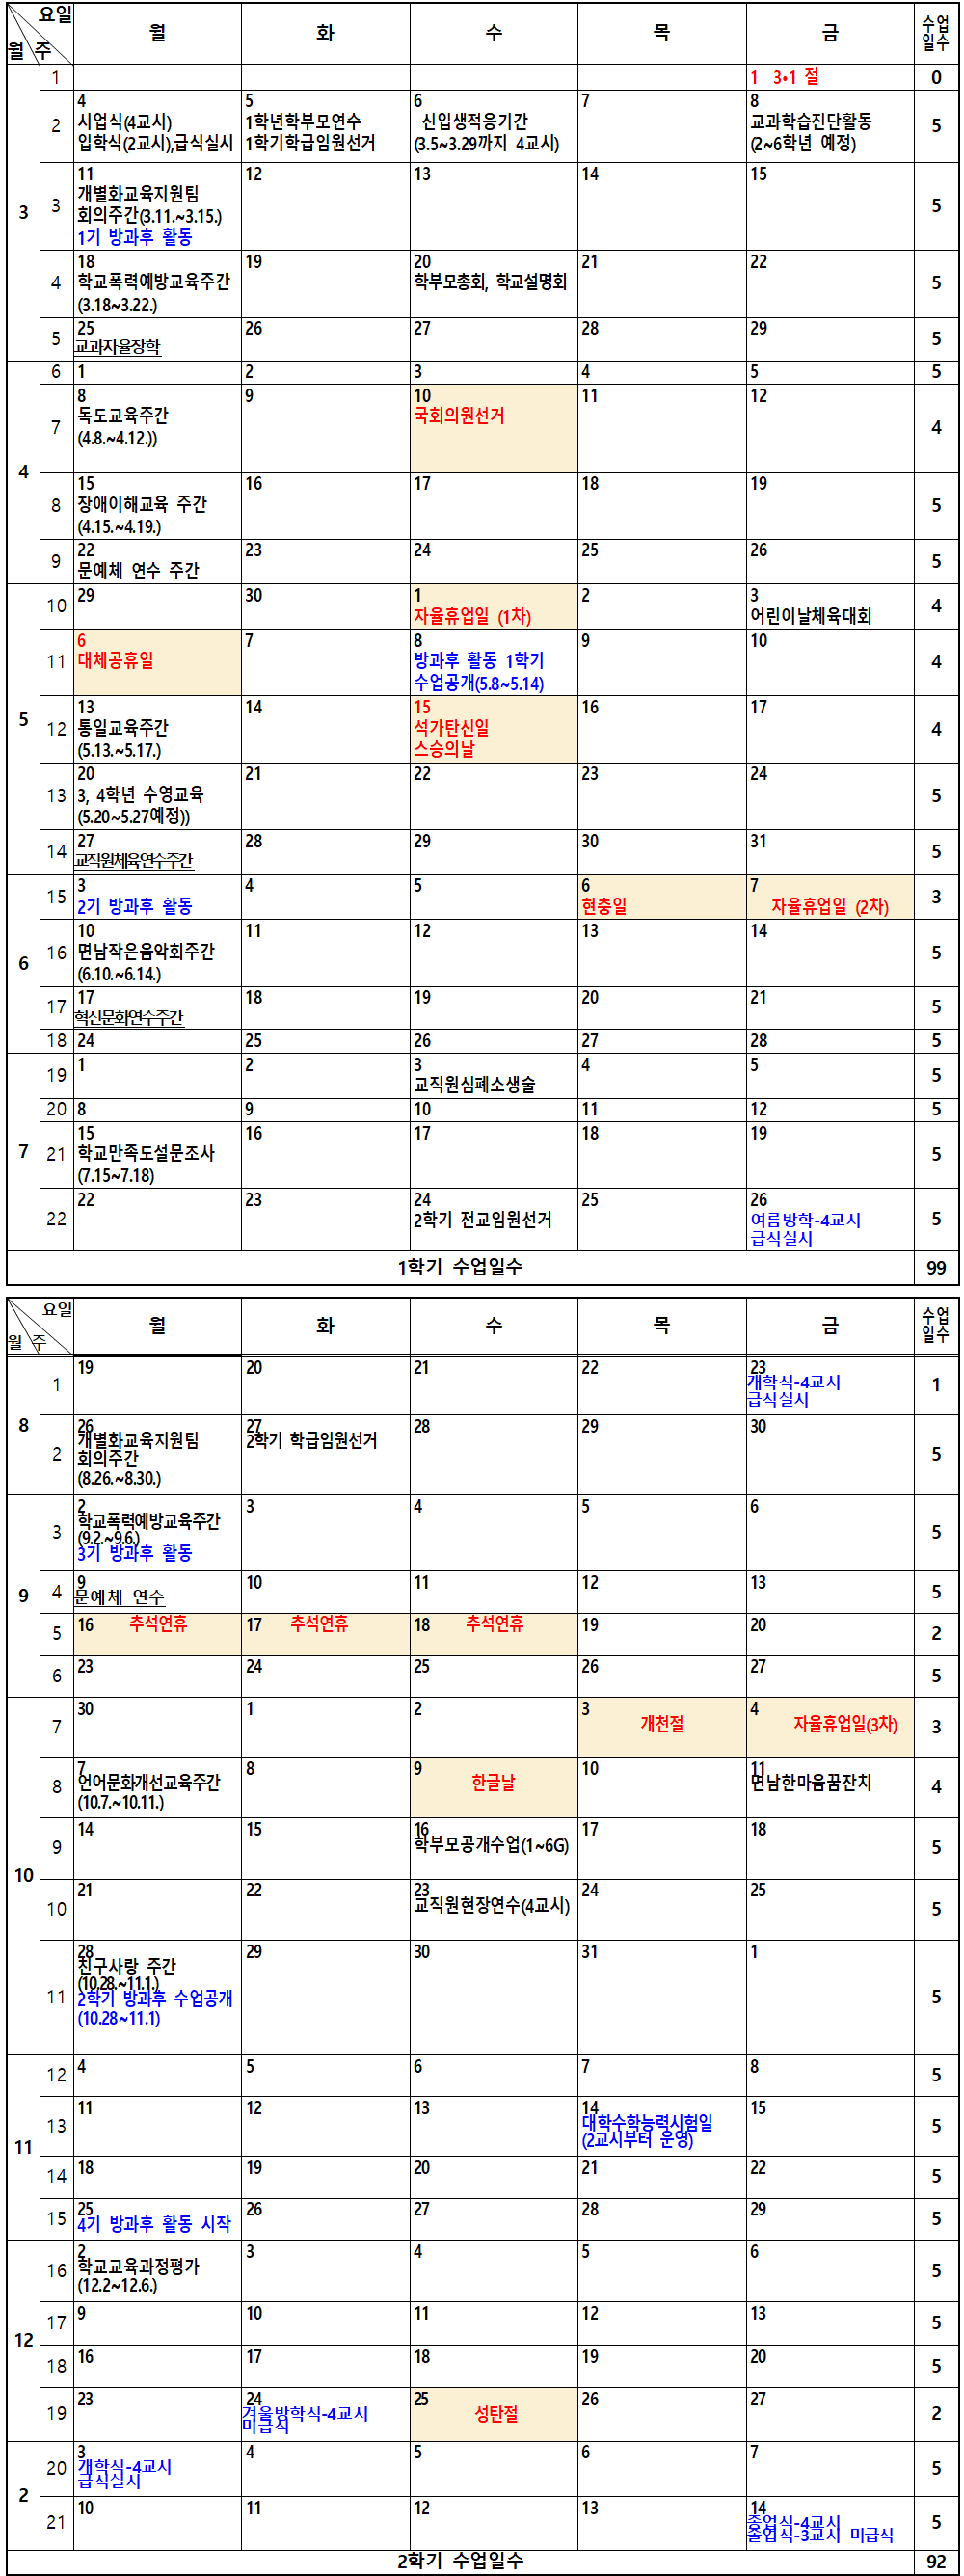 요일 월 화 수 목 금 수업
월 주 일수
3 1 1 3•1 절 0
2 4 5 6 7 8 5
시업식(4교시) 1학년학부모연수 신입생적응기간 교과학습진단활동
입학식(2교시),급식실시 1학기학급임원선거 (3.5~3.29까지 4교시) (2~6학년 예정)
3 11 12 13 14 15 5
개별화교육지원팀
회의주간(3.11.~3.15.)
1기 방과후 활동
4 18 19 20 21 22 5
학교폭력예방교육주간 학부모총회, 학교설명회
(3.18~3.22.)
5 25 26 27 28 29 5
교과자율장학
4 6 1 2 3 4 5 5
7 8 9 10 11 12 4
독도교육주간 국회의원선거
(4.8.~4.12.))
8 15 16 17 18 19 5
장애이해교육 주간
(4.15.~4.19.)
9 22 23 24 25 26 5
문예체 연수 주간
5 10 29 30 1 2 3 4
자율휴업일 (1차) 어린이날체육대회
11 6 7 8 9 10 4
대체공휴일 방과후 활동 1학기
수업공개(5.8~5.14)
12 13 14 15 16 17 4
통일교육주간 석가탄신일
(5.13.~5.17.) 스승의날
13 20 21 22 23 24 5
3, 4학년 수영교육
(5.20~5.27예정))
14 27 28 29 30 31 5
교직원체육연수주간
6 15 3 4 5 6 7 3
2기 방과후 활동 현충일 자율휴업일 (2차)
16 10 11 12 13 14 5
면남작은음악회주간
(6.10.~6.14.)
17 17 18 19 20 21 5
혁신문화연수주간
18 24 25 26 27 28 5
7 19 1 2 3 4 5 5
교직원심폐소생술
20 8 9 10 11 12 5
21 15 16 17 18 19 5
학교만족도설문조사
(7.15~7.18)
22 22 23 24 25 26 5
2학기 전교임원선거 여름방학-4교시
급식실시
1학기 수업일수 99
요일 월 화 수 목 금 수업
월 주 일수
8 1 19 20 21 22 23 1
개학식-4교시
급식실시
2 26 27 28 29 30 5
개별화교육지원팀 2학기 학급임원선거
회의주간
(8.26.~8.30.)
9 3 2 3 4 5 6 5
학교폭력예방교육주간
(9.2.~9.6.)
3기 방과후 활동
4 9 10 11 12 13 5
문예체 연수
5 16 추석연휴 17 추석연휴 18 추석연휴 19 20 2
6 23 24 25 26 27 5
10 7 30 1 2 3 4 3
개천절 자율휴업일(3차)
8 7 8 9 10 11 4
언어문화개선교육주간 한글날 면남한마음꿈잔치
(10.7.~10.11.)
9 14 15 16 17 18 5
학부모공개수업(1~6G)
10 21 22 23 24 25 5
교직원현장연수(4교시)
11 28 29 30 31 1 5
친구사랑 주간
(10.28.~11.1.)
2학기 방과후 수업공개
(10.28~11.1)
11 12 4 5 6 7 8 5
13 11 12 13 14 15 5
대학수학능력시험일
(2교시부터 운영)
14 18 19 20 21 22 5
15 25 26 27 28 29 5
4기 방과후 활동 시작
12 16 2 3 4 5 6 5
학교교육과정평가
(12.2~12.6.)
17 9 10 11 12 13 5
18 16 17 18 19 20 5
19 23 24 25 26 27 2
겨울방학식-4교시 성탄절
미급식
2 20 3 4 5 6 7 5
개학식-4교시
급식실시
21 10 11 12 13 14 5
종업식-4교시
졸업식-3교시 미급식
2학기 수업일수 92